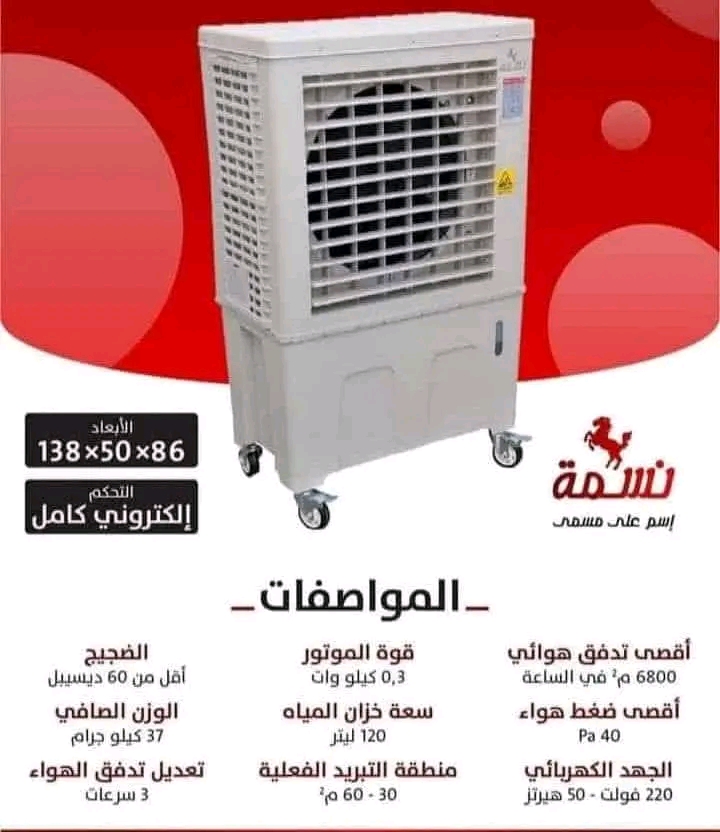 الأبعاد
138×50×86
التحكم
إلكتروني كامل
نسمة
إسم على مسمى
المواصفات
أقصى تدفق هوائي
6800 م² في الساعة
قوة الموتور
0,3 كيلو وات
الضجيج
أقل من 60 ديسيبل
أقصى ضغط هواء
40 Pa
سعة خزان المياه
120 ليتر
الوزن الصافي
37 كيلو جرام
الجهد الكهربائي
220 فولت - 50 هيرتز
منطقة التبريد الفعلية
30 - 60 م²
تعديل تدفق الهواء
3 سرعات